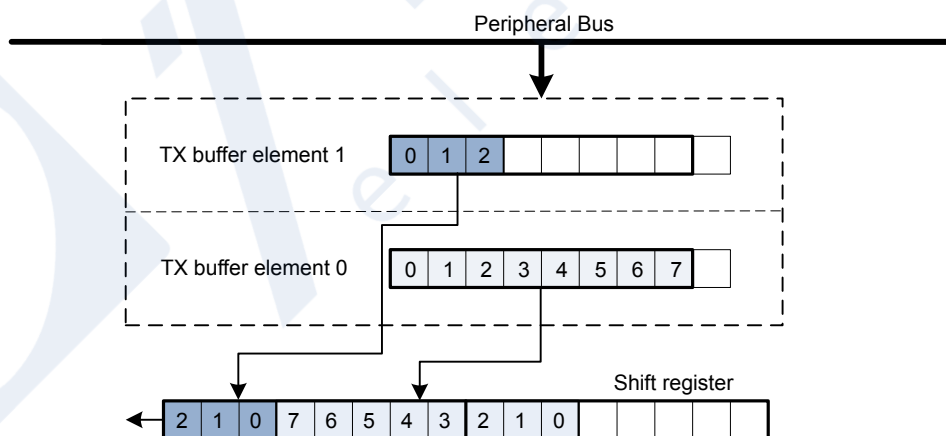 Peripheral Bus
TX buffer element 1
0 1 2
TX buffer element 0
0 1 2 3 4 5 6 7
Shift register
2 1 0 7 6 5 4 3 2 1 0